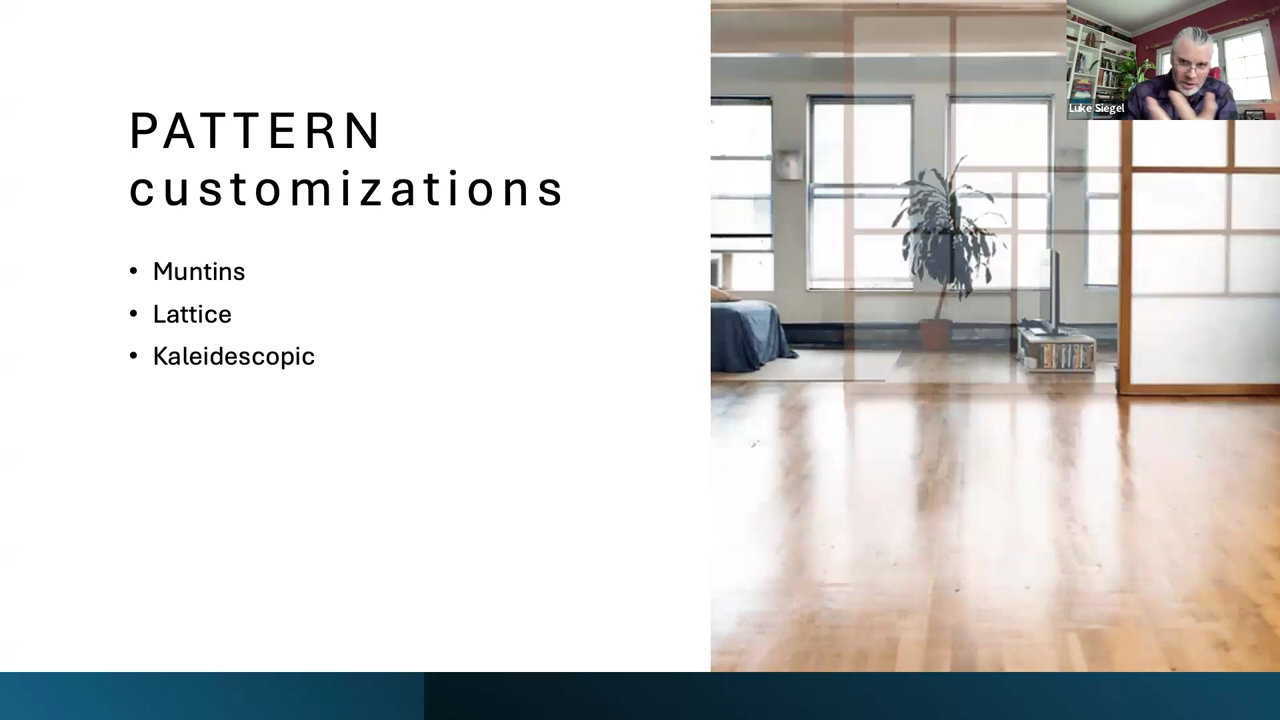 PATTERN
customizations
• Muntins
• Lattice
• Kaleidescopic
Luke Siegel